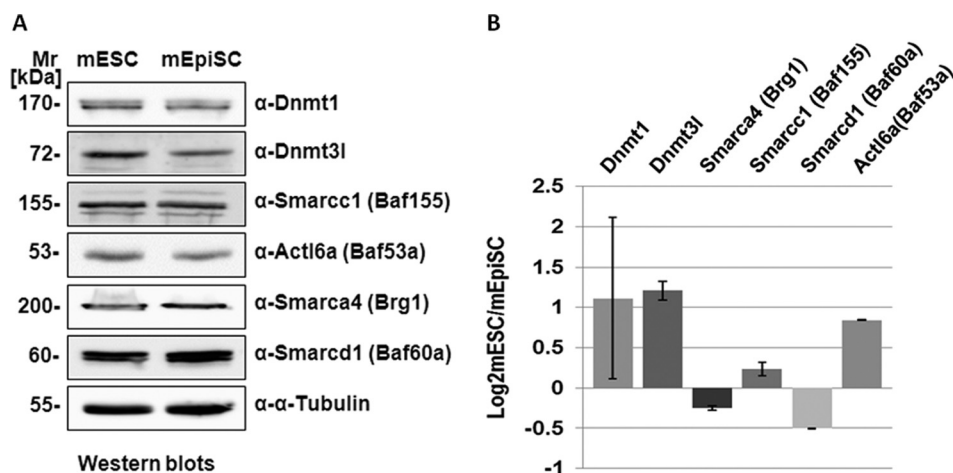 A
Mr
[kDa]
mESC mEpiSC
170- α-Dnmt1
72- α-Dnmt3l
155- α-Smarcc1 (Baf155)
53- α-Actl6a (Baf53a)
200- α-Smarca4 (Brg1)
60- α-Smarcd1 (Baf60a)
55- α-α-Tubulin
Western blots
B
Dnmt1
Dnmt3l
Smarca4 (Brg1)
Smarcc1 (Baf155)
Smarcd1 (Baf60a)
Actl6a(Baf53a)
Log2mESC/mEpiSC
2.5
2
1.5
1
0.5
0
-0.5
-1